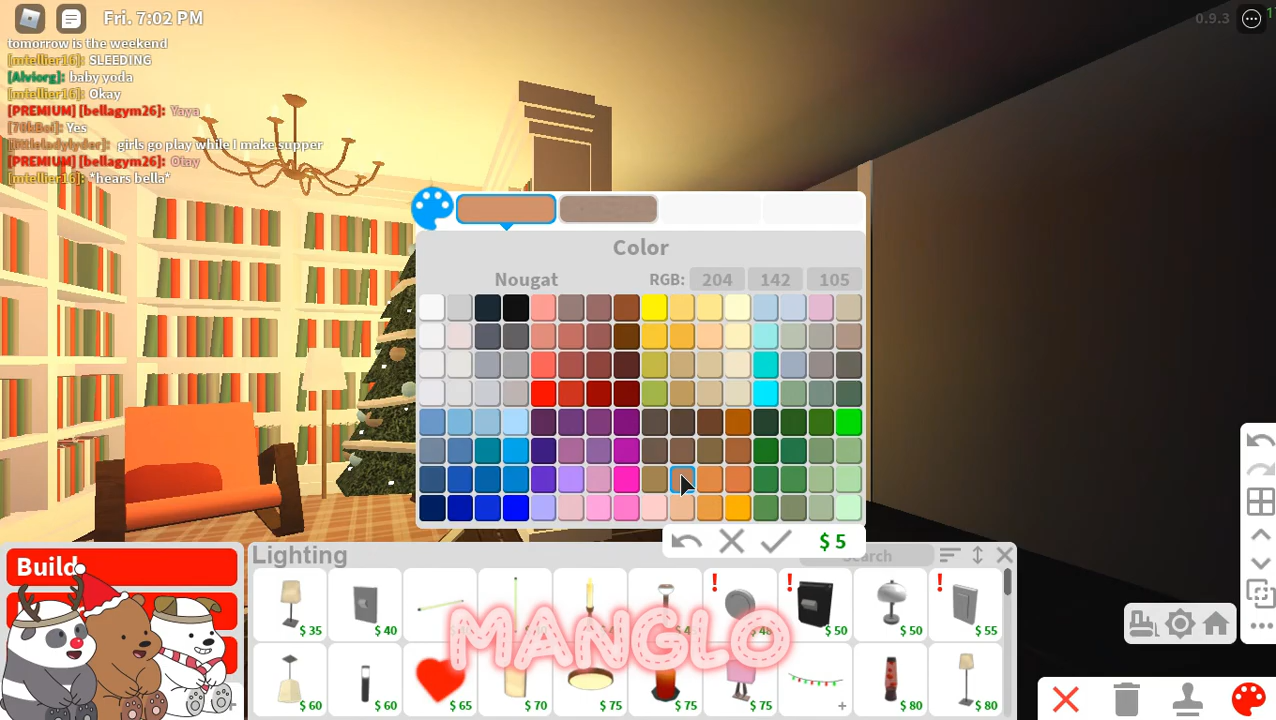 Fri. 7:02 PM
0.9.3
tomorrow is the weekend
[mtellier16]: SLEEDING
[Alviorg]: baby yoda
[mtellier16]: Okay
[PREMIUM] [bellagym26]: Yaya
[70kBoi]: Yes
[littleladylyder]: girls go play while I make supper
[PREMIUM] [bellagym26]: Otay
[mtellier16]: *hears bella*
Color
Nougat RGB: 204 142 105
$ 5
Build
Lighting
Search
$ 35 $ 40 $ 50 $ 50 $ 55
MANGLO
$ 60 $ 60 $ 65 $ 70 $ 75 $ 75 $ 75 + $ 80 $ 80